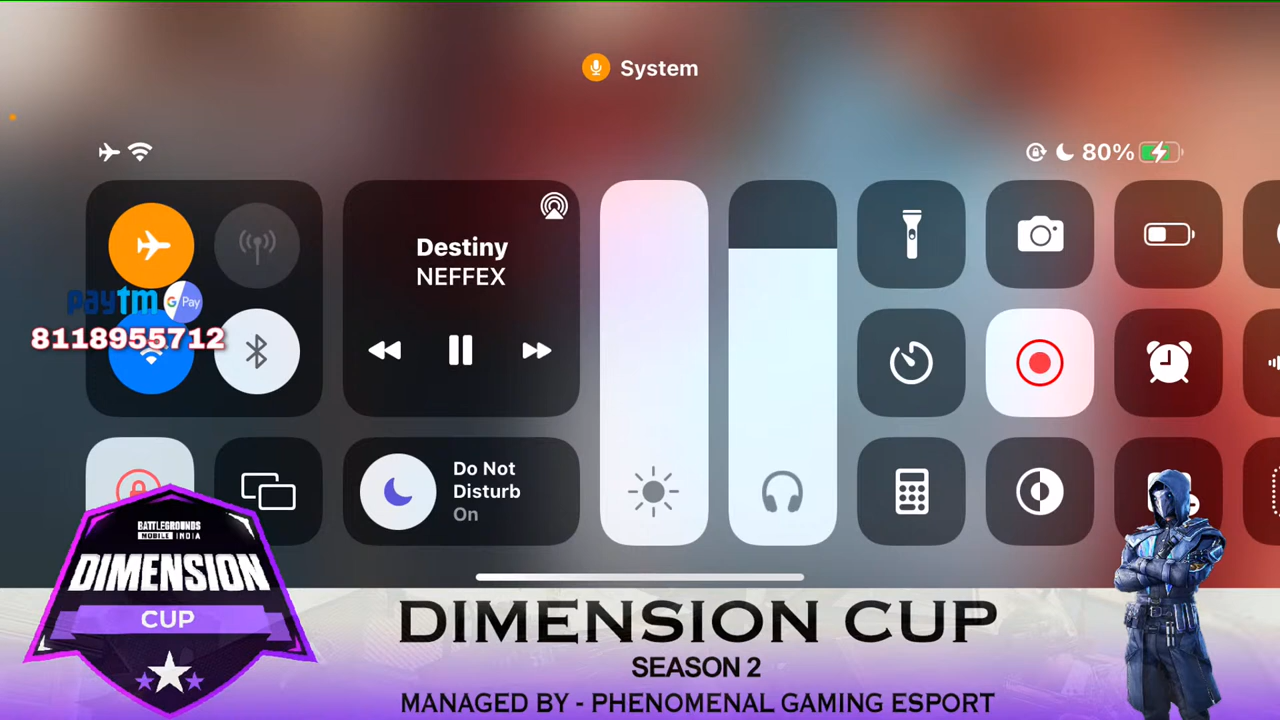 System
80%
Destiny
NEFFEX
paytm
G Pay
8118955712
Do Not
Disturb
On
BATTLEGROUNDS
MOBILE INDIA
DIMENSION
CUP
DIMENSION CUP
SEASON 2
MANAGED BY - PHENOMENAL GAMING ESPORT